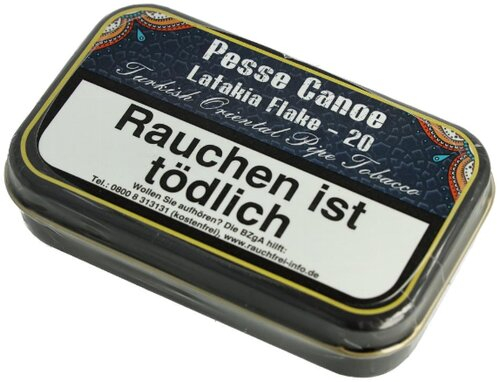 Pesse Canoe
Latakia Flake - 20
Turkish Oriental Pipe Tobacco
Rauchen ist
tödlich
Wollen Sie aufhören? Die BZgA hilft:
Tel.: 0800 8 313131 (kostenfrei), www.rauchfrei-info.de